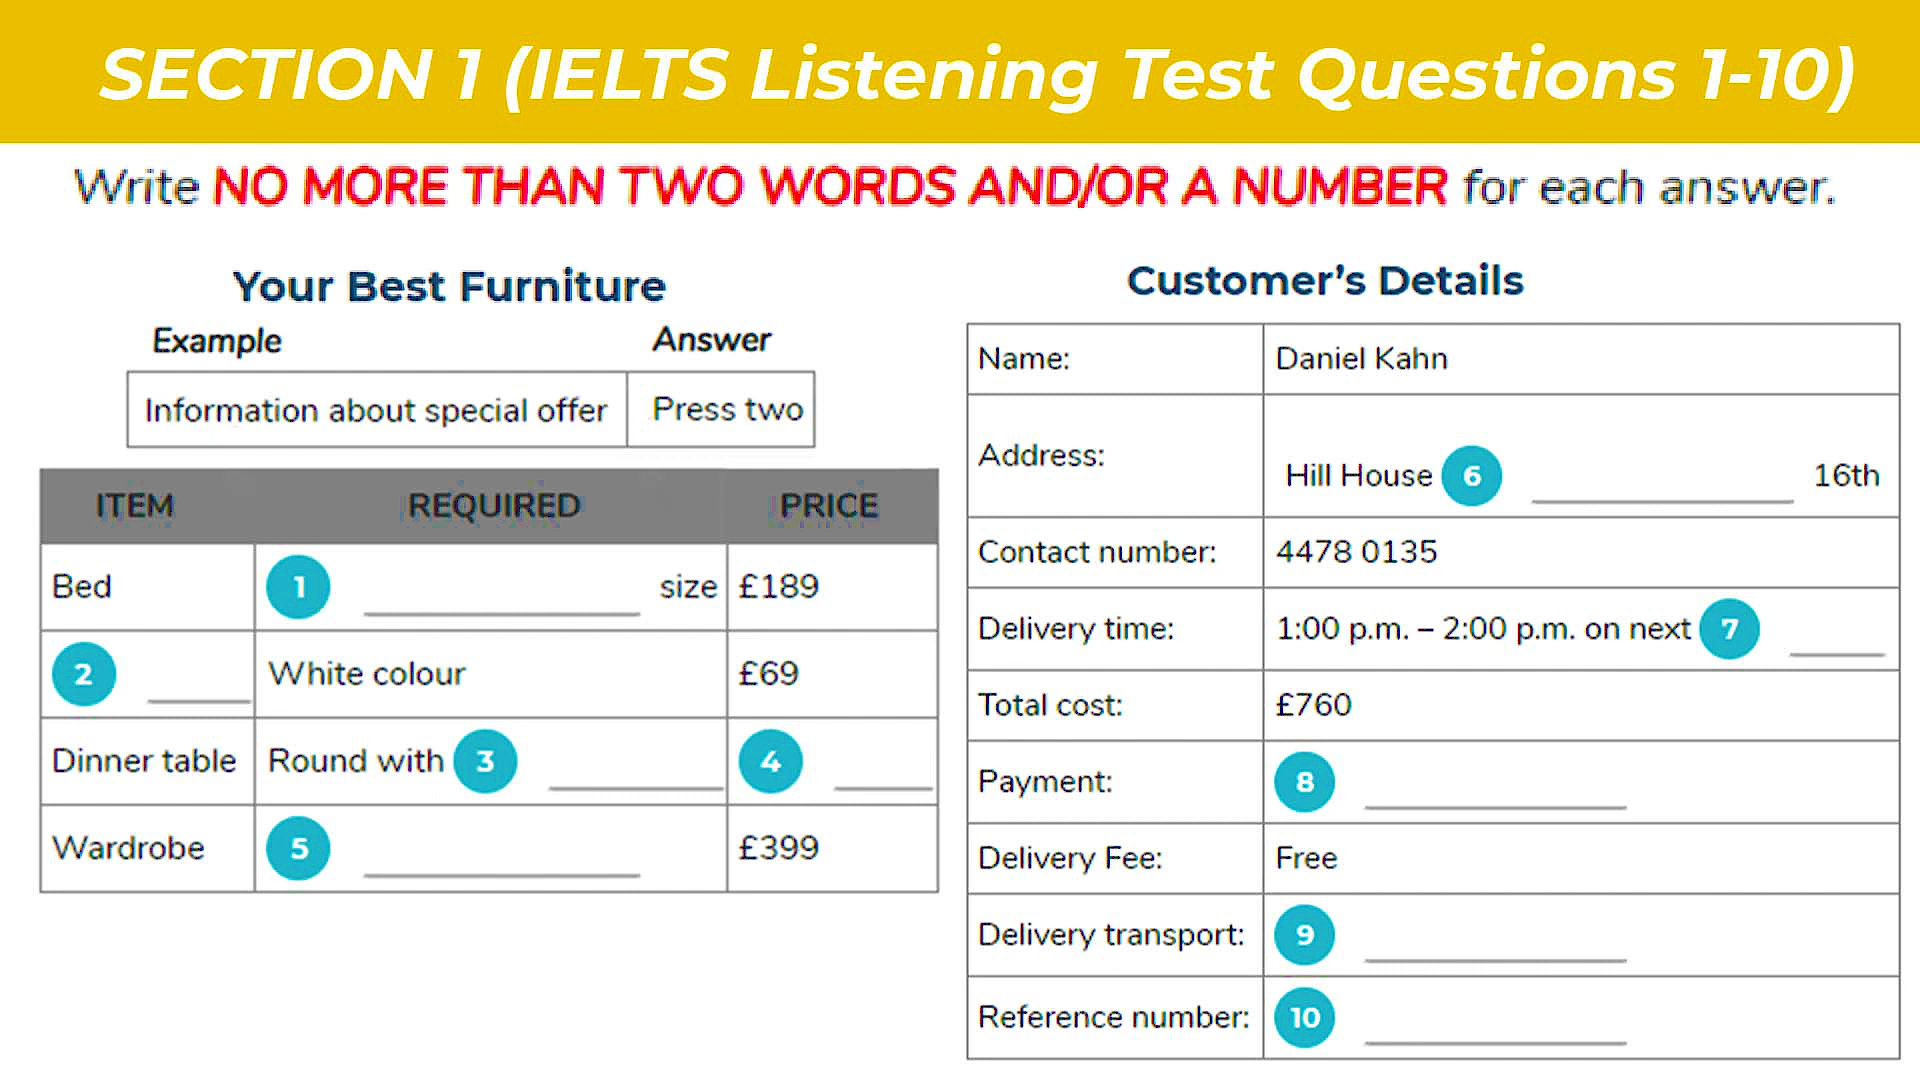 SECTION 1 (IELTS Listening Test Questions 1-10)
Write NO MORE THAN TWO WORDS AND/OR A NUMBER for each answer.
Your Best Furniture
Example Answer
Information about special offer Press two
ITEM REQUIRED PRICE
Bed 1 size £189
2 White colour £69
Dinner table Round with 3 4
Wardrobe 5 £399
Customer's Details
Name: Daniel Kahn
Address: Hill House 6 16th
Contact number: 4478 0135
Delivery time: 1:00 p.m. – 2:00 p.m. on next 7
Total cost: £760
Payment: 8
Delivery Fee: Free
Delivery transport: 9
Reference number: 10